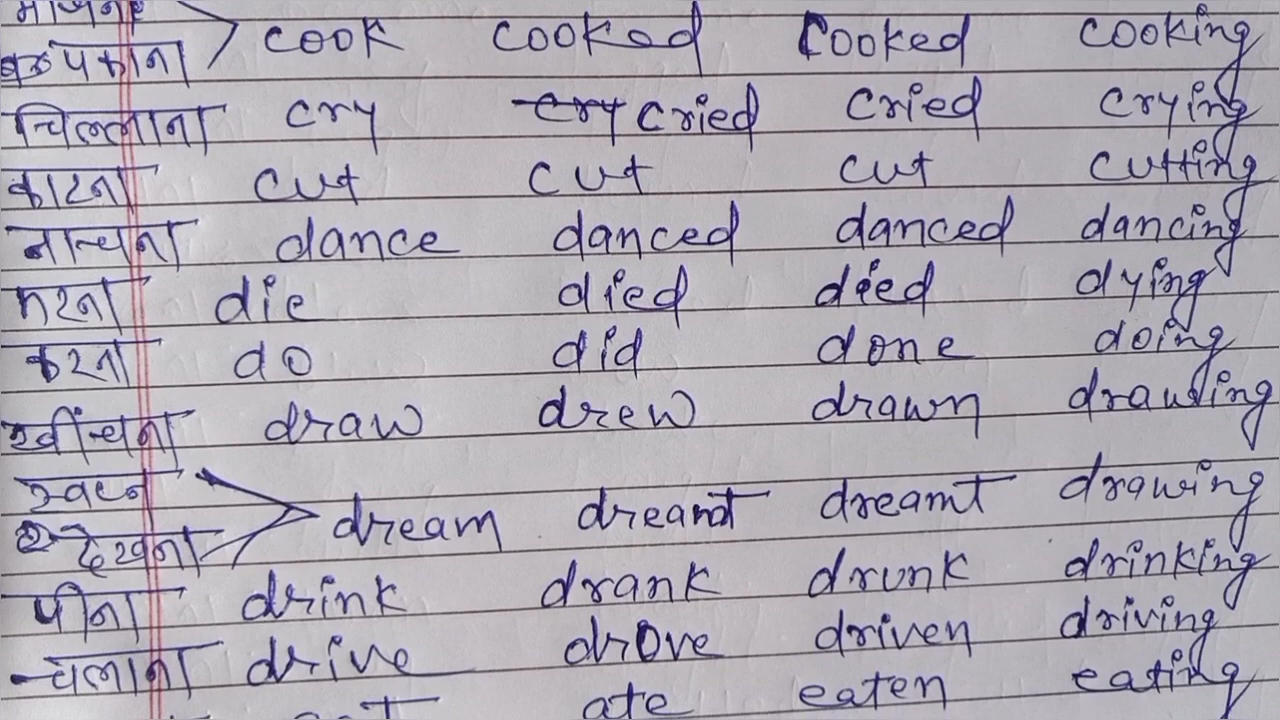 भोजन
पकाना cook cooked cooked cooking
चिल्लाना cry cry cried cried crying
काटना cut cut cut cutting
नाचना dance danced danced dancing
मरना die died died dying
करना do did done doing
खींचना draw drew drawn drawing
स्वप्न
देखना dream dreamt dreamt drawing
पीना drink drank drunk drinking
चलाना drive drove driven driving
ate eaten eating